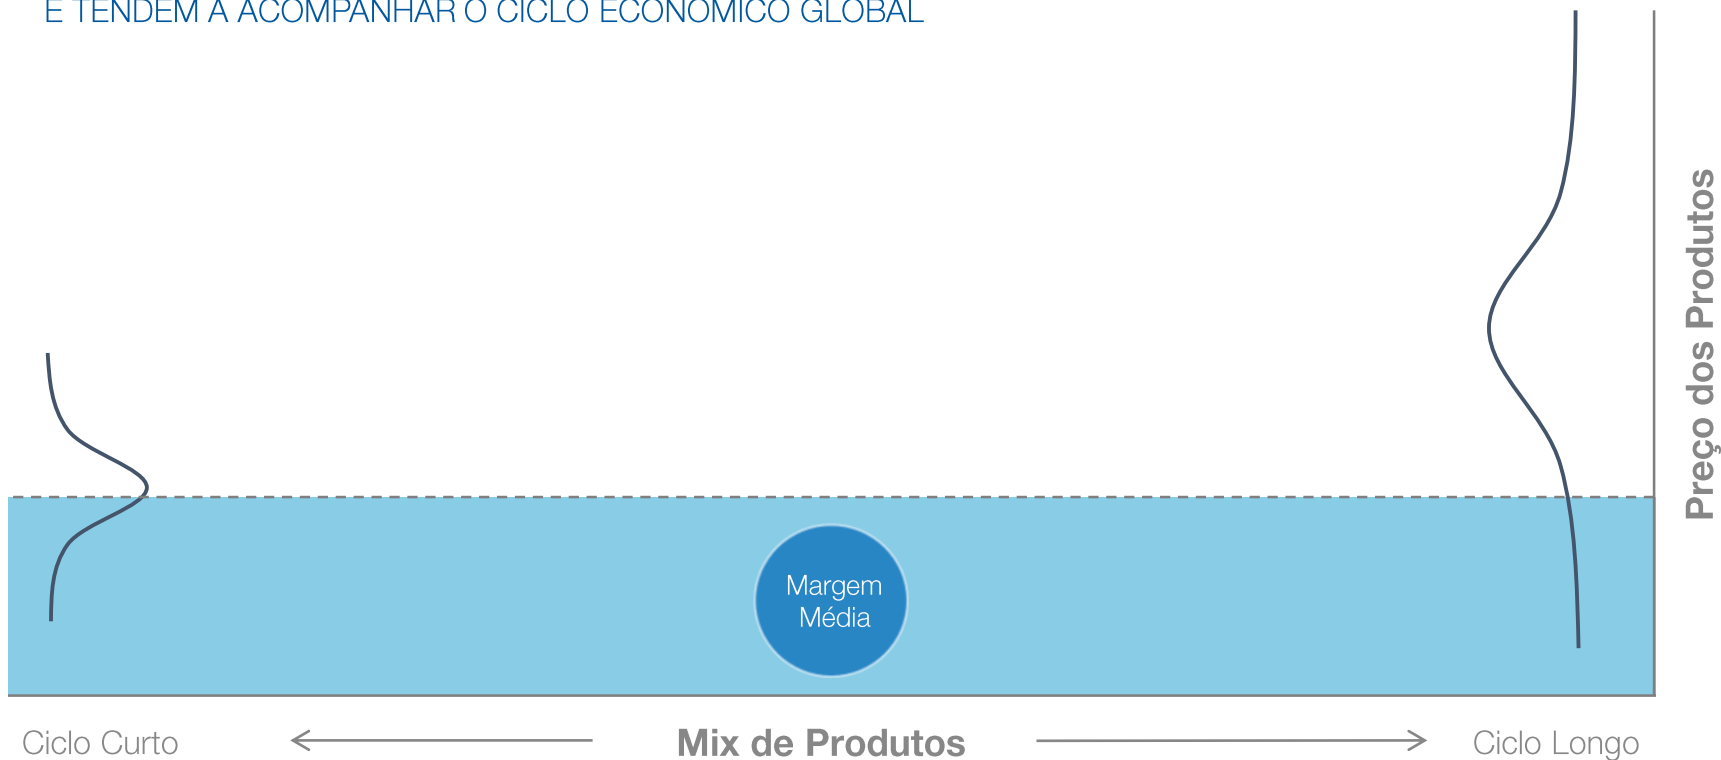 E TENDEM A ACOMPANHAR O CICLO ECONÔMICO GLOBAL
Preço dos Produtos
Margem
Média
Ciclo Curto
Mix de Produtos
Ciclo Longo